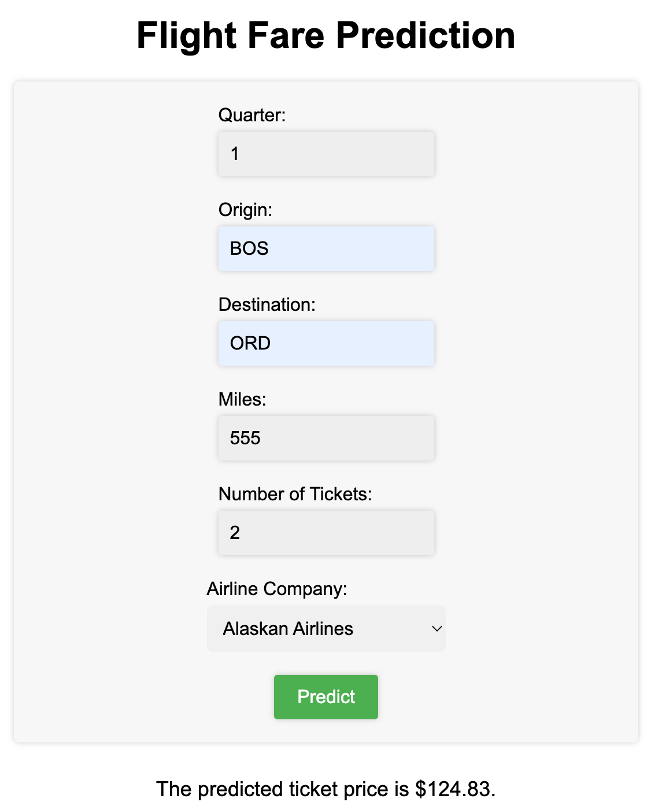 Flight Fare Prediction
Quarter:
1
Origin:
BOS
Destination:
ORD
Miles:
555
Number of Tickets:
2
Airline Company:
Alaskan Airlines
Predict
The predicted ticket price is $124.83.